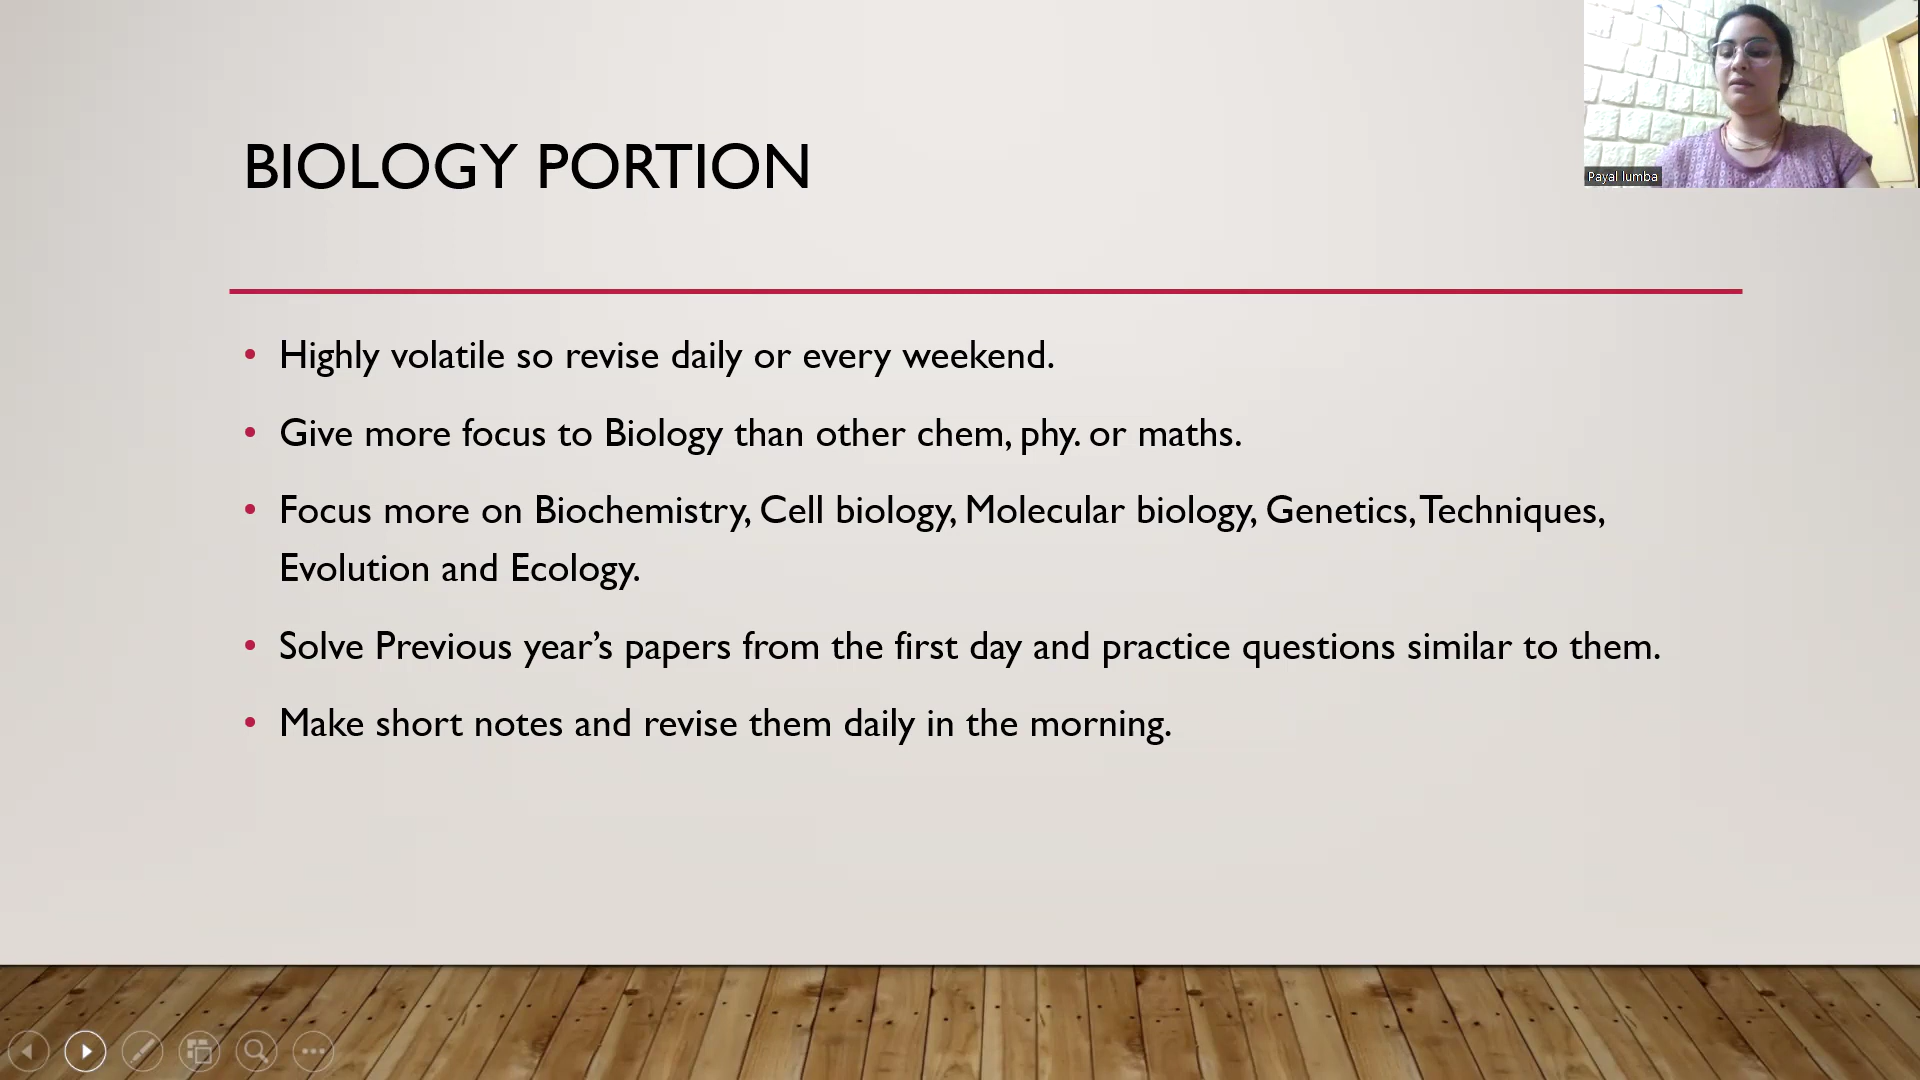 BIOLOGY PORTION
Payal lumba
• Highly volatile so revise daily or every weekend.
• Give more focus to Biology than other chem, phy. or maths.
• Focus more on Biochemistry, Cell biology, Molecular biology, Genetics, Techniques,
Evolution and Ecology.
• Solve Previous year’s papers from the first day and practice questions similar to them.
• Make short notes and revise them daily in the morning.